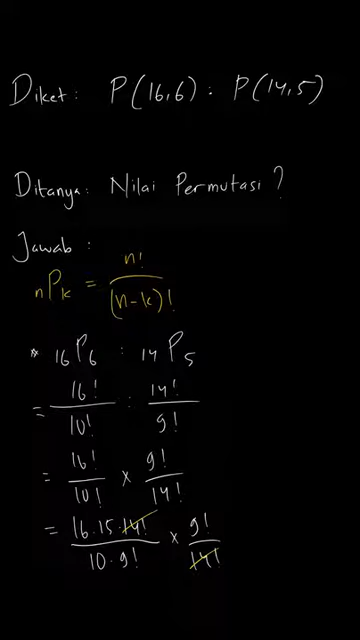 Diket: P(16,6) : P(14,5)
Ditanya: Nilai Permutasi?
Jawab:
nPk = n! / (n-k)!
* 16P6 : 14P5
= 16!/10! : 14!/9!
= 16!/10! × 9!/14!
= 16·15·14!/10·9! × 9!/14!